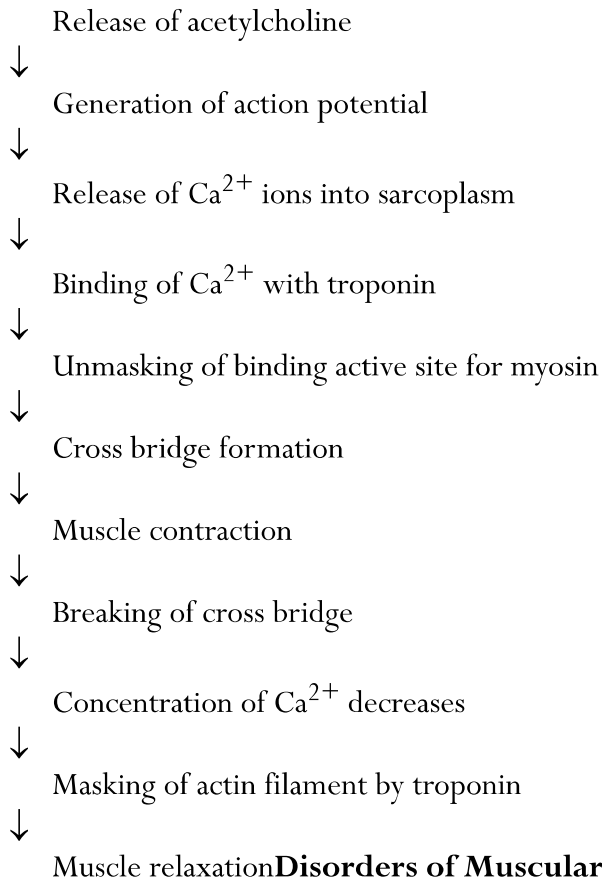 Release of acetylcholine
↓
Generation of action potential
↓
Release of Ca²⁺ ions into sarcoplasm
↓
Binding of Ca²⁺ with troponin
↓
Unmasking of binding active site for myosin
↓
Cross bridge formation
↓
Muscle contraction
↓
Breaking of cross bridge
↓
Concentration of Ca²⁺ decreases
↓
Masking of actin filament by troponin
↓
Muscle relaxationDisorders of Muscular